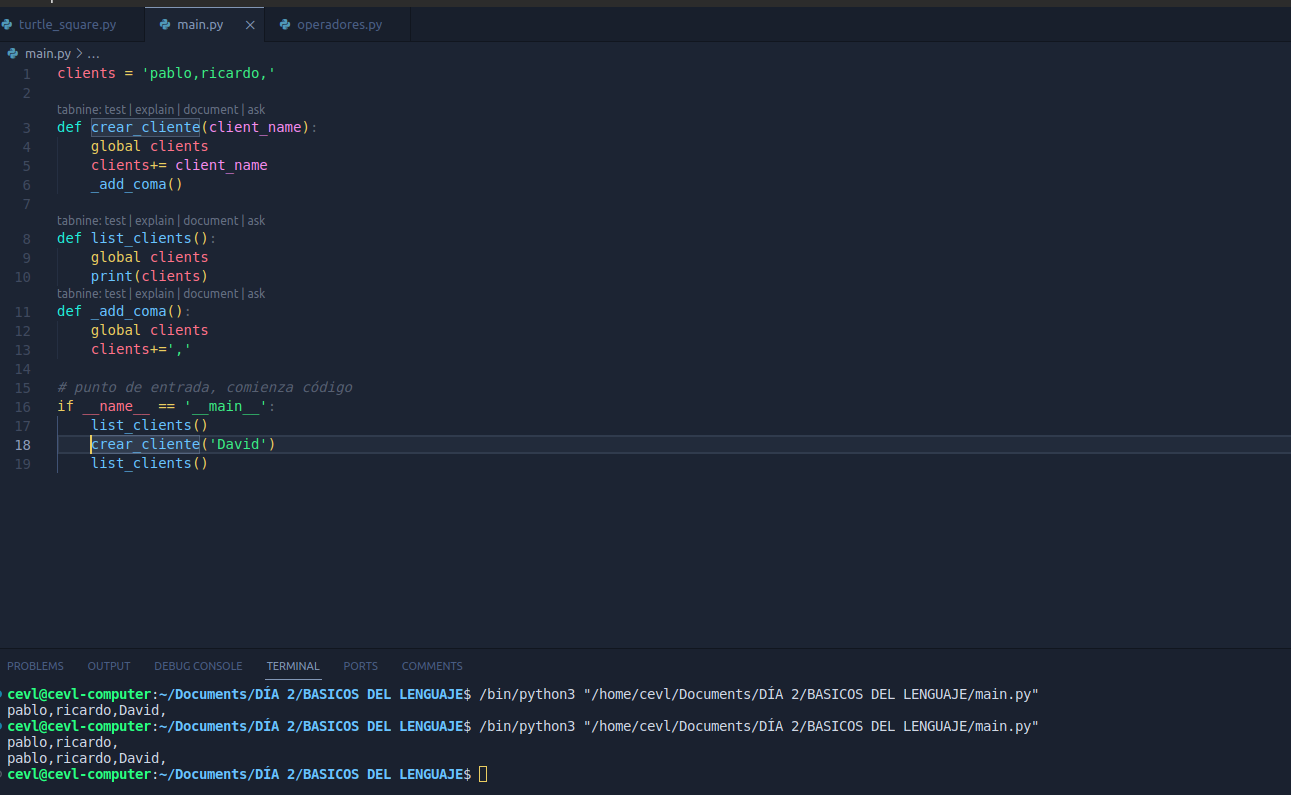 turtle_square.py main.py operadores.py
main.py > ...
1 clients = 'pablo,ricardo,'
2
tabnine: test | explain | document | ask
3 def crear_cliente(client_name):
4     global clients
5     clients+= client_name
6     _add_coma()
7
tabnine: test | explain | document | ask
8 def list_clients():
9     global clients
10     print(clients)
tabnine: test | explain | document | ask
11 def _add_coma():
12     global clients
13     clients+=','
14
15 # punto de entrada, comienza código
16 if __name__ == '__main__':
17     list_clients()
18     crear_cliente('David')
19     list_clients()
PROBLEMS OUTPUT DEBUG CONSOLE TERMINAL PORTS COMMENTS
cevl@cevl-computer:~/Documents/DÍA 2/BASICOS DEL LENGUAJE$ /bin/python3 "/home/cevl/Documents/DÍA 2/BASICOS DEL LENGUAJE/main.py"
pablo,ricardo,David,
cevl@cevl-computer:~/Documents/DÍA 2/BASICOS DEL LENGUAJE$ /bin/python3 "/home/cevl/Documents/DÍA 2/BASICOS DEL LENGUAJE/main.py"
pablo,ricardo,
pablo,ricardo,David,
cevl@cevl-computer:~/Documents/DÍA 2/BASICOS DEL LENGUAJE$